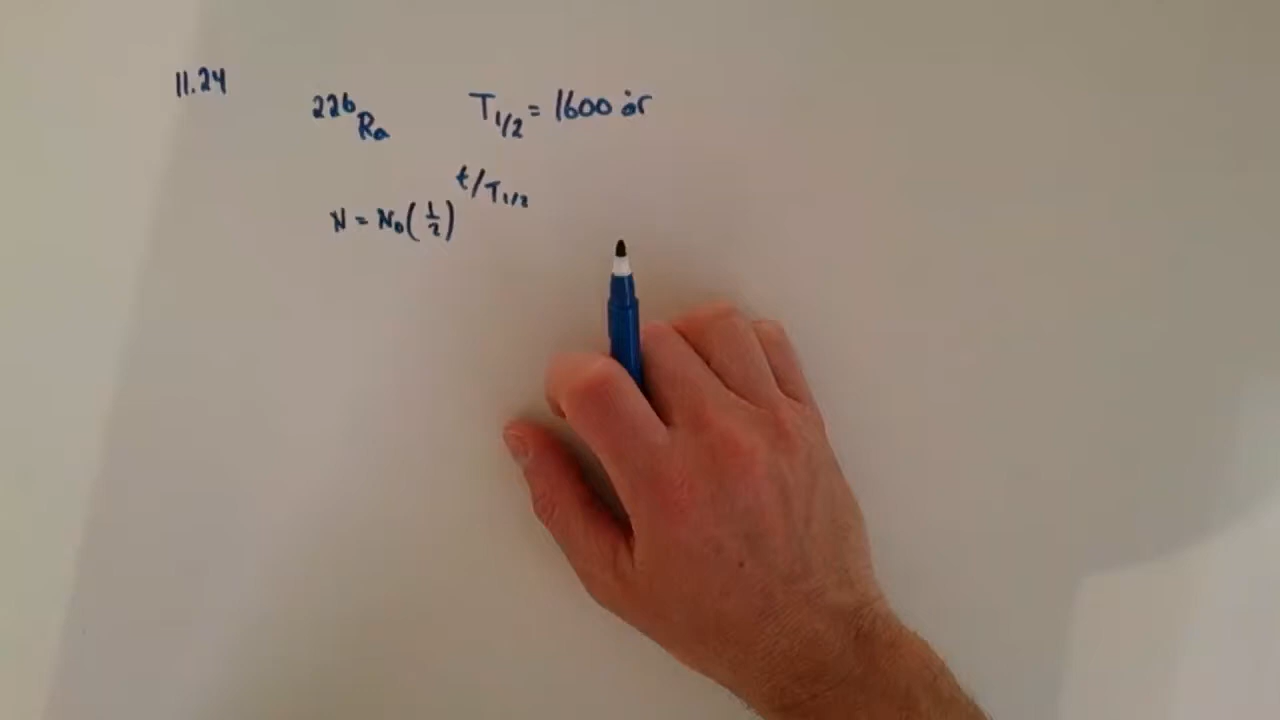 11.24
²²⁶Ra T₁/₂ = 1600 år
N = N₀(1/2)^(t/T₁/₂)